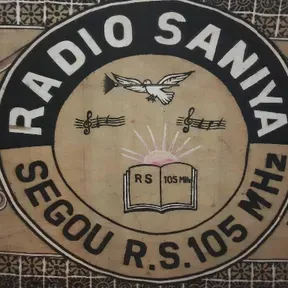 RADIO SANIYA
RS 105 MHz
SEGOU R.S. 105 MHz